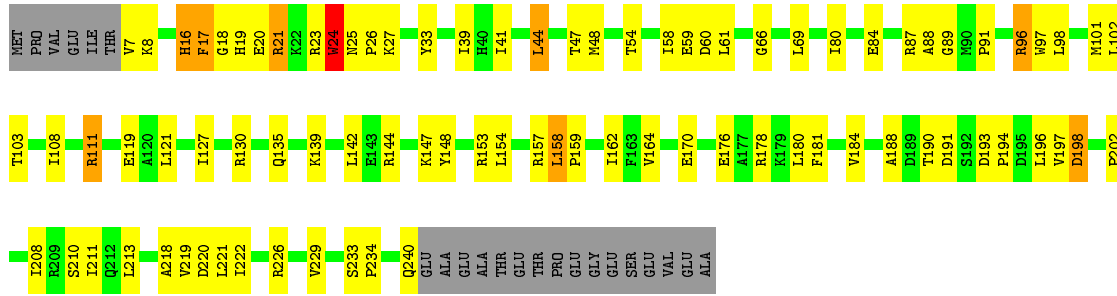 MET PRO VAL GLU ILE THR V7 K8 H16 F17 G18 H19 E20 R21 K22 R23 W24 N25 P26 K27 Y33 I39 H40 I41 L44 T47 M48 T54 I58 E59 D60 L61 G66 L69 I80 E84 R87 A88 G89 M90 P91 R96 W97 L98 M101 L102
T103 I108 R111 E119 A120 L121 I127 R130 Q135 K139 L142 E143 R144 K147 Y148 R153 L154 R157 L158 P159 I162 F163 V164 E170 E176 A177 R178 K179 L180 F181 V184 A188 D189 T190 D191 S192 D193 P194 D195 L196 V197 D198 P202
I208 R209 S210 I211 Q212 L213 A218 V219 D220 L221 I222 R226 V229 S233 P234 Q240 GLU ALA GLU ALA THR GLU THR PRO GLU GLY GLU SER GLU VAL GLU ALA